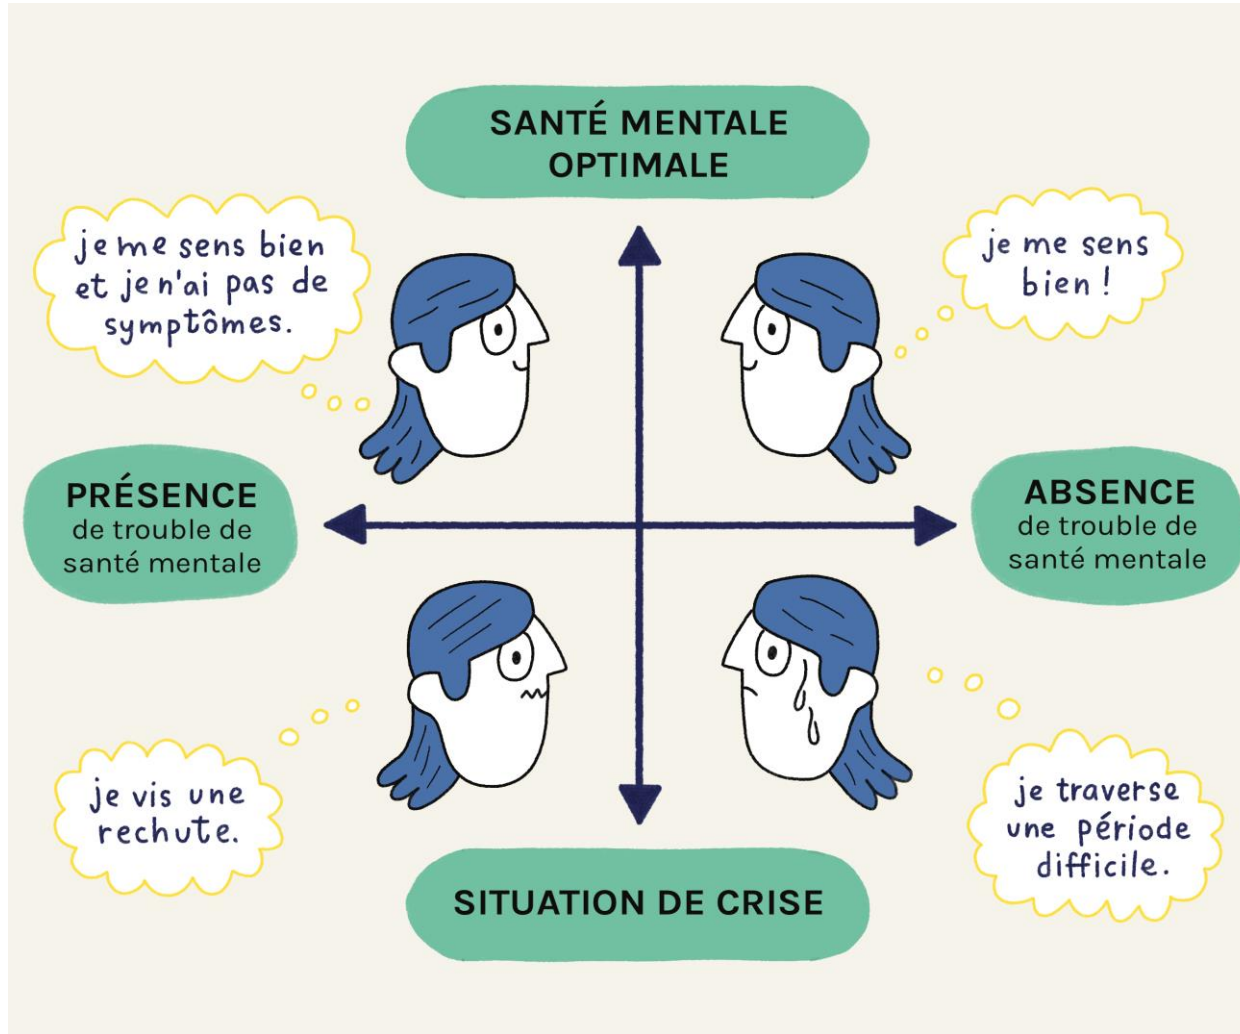 SANTÉ MENTALE
OPTIMALE
je me sens bien
et je n'ai pas de
symptômes.
je me sens
bien !
PRÉSENCE
de trouble de
santé mentale
ABSENCE
de trouble de
santé mentale
je vis une
rechute.
je traverse
une période
difficile.
SITUATION DE CRISE